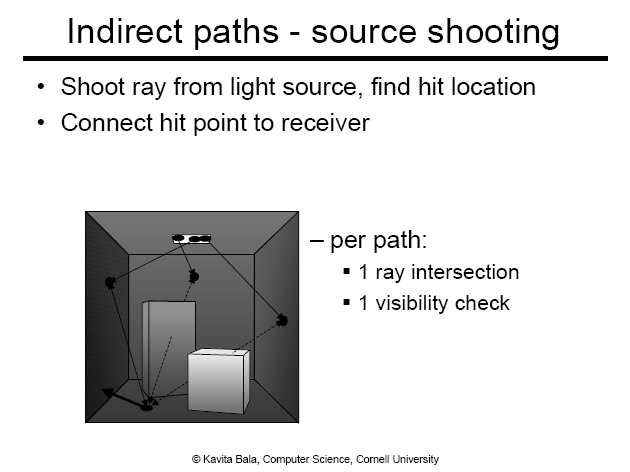 Indirect paths - source shooting
• Shoot ray from light source, find hit location
• Connect hit point to receiver
– per path:
▪ 1 ray intersection
▪ 1 visibility check
© Kavita Bala, Computer Science, Cornell University